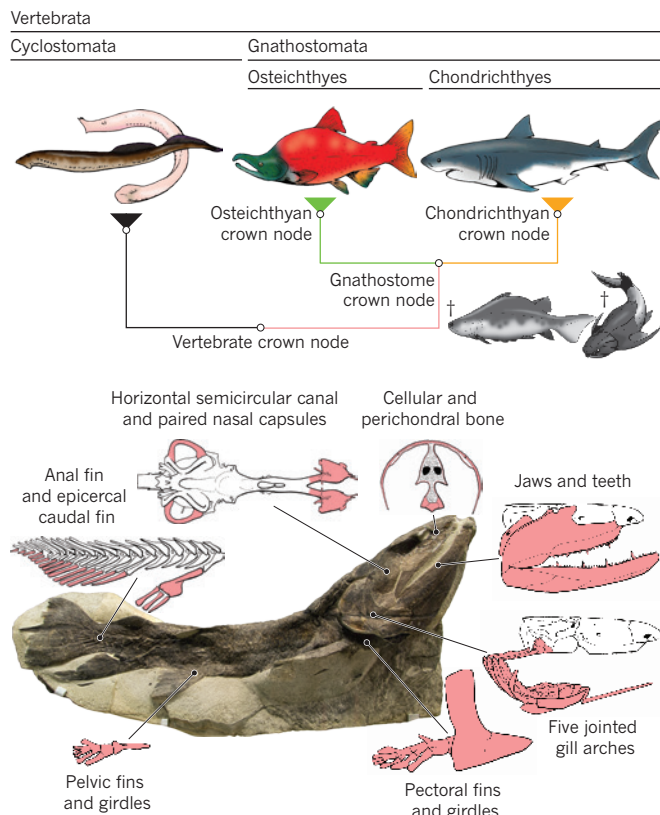 Vertebrata
Cyclostomata
Gnathostomata
Osteichthyes
Chondrichthyes
Osteichthyan
crown node
Chondrichthyan
crown node
Gnathostome
crown node
†
†
Vertebrate crown node
Horizontal semicircular canal
and paired nasal capsules
Cellular and
perichondral bone
Anal fin
and epicercal
caudal fin
Jaws and teeth
Five jointed
gill arches
Pelvic fins
and girdles
Pectoral fins
and girdles